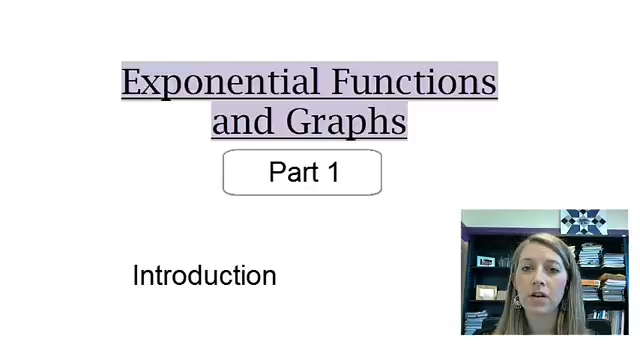 Exponential Functions
and Graphs
Part 1
Introduction